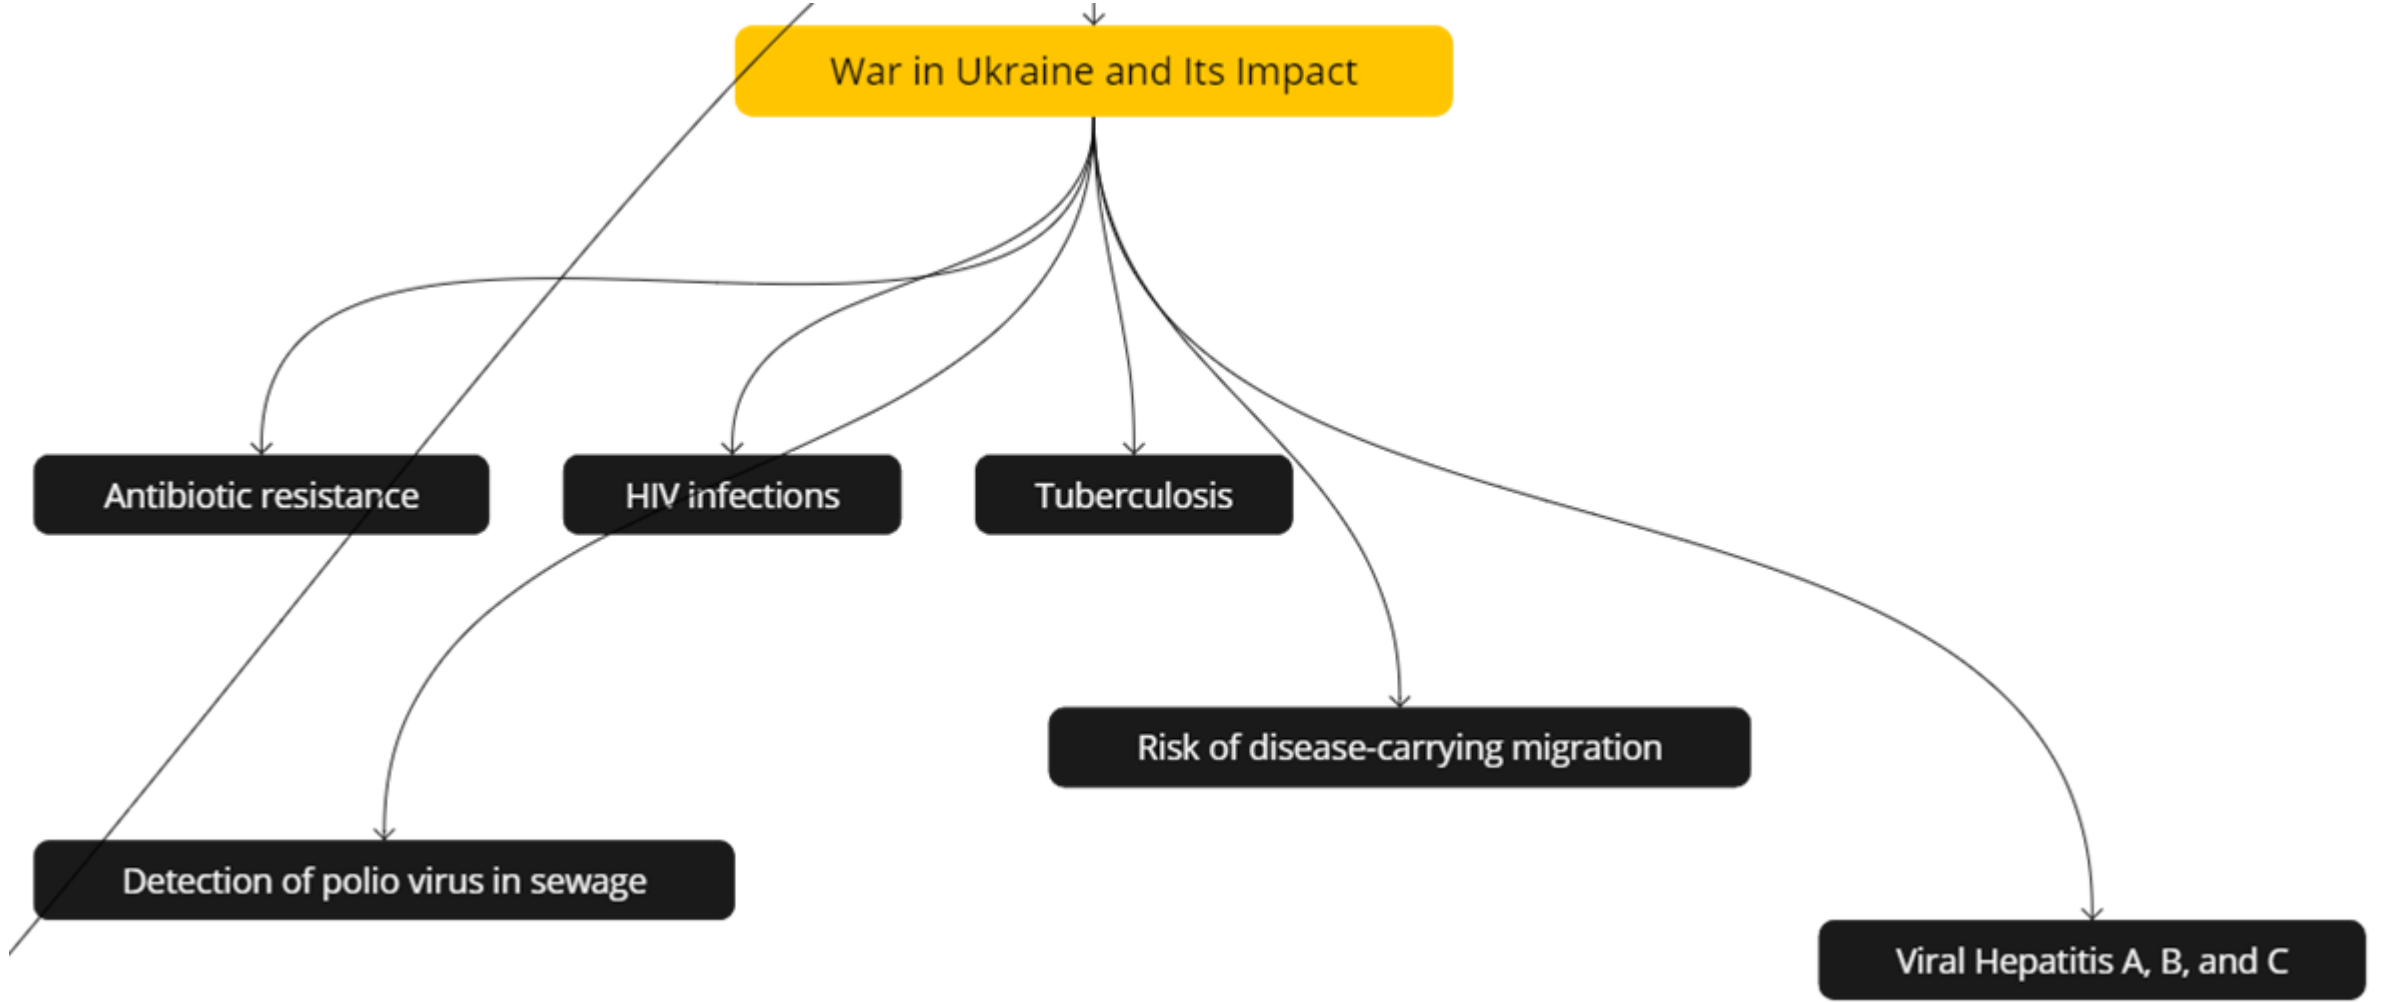 War in Ukraine and Its Impact
Antibiotic resistance
HIV infections
Tuberculosis
Risk of disease-carrying migration
Detection of polio virus in sewage
Viral Hepatitis A, B, and C